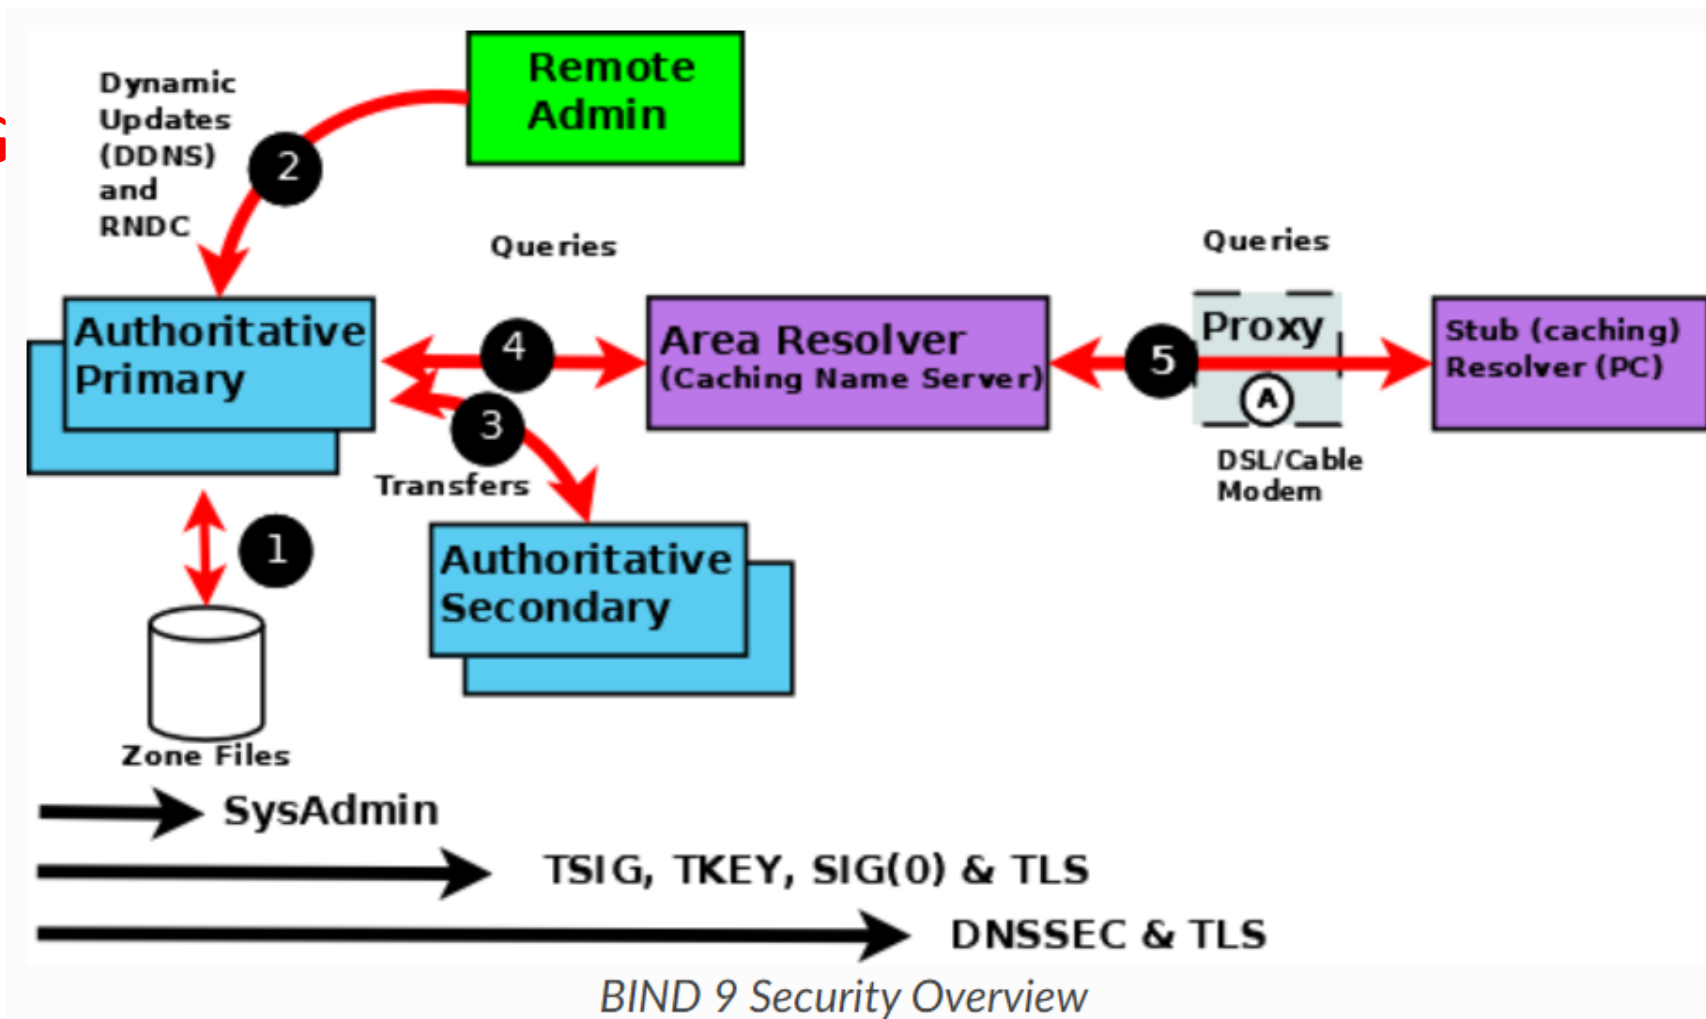 Remote
Admin
Dynamic
Updates
(DDNS)
and
RNDC
2
G
Queries
Queries
Authoritative
Primary
4
Area Resolver
(Caching Name Server)
5
Proxy
A
Stub (caching)
Resolver (PC)
3
Transfers
DSL/Cable
Modem
1
Authoritative
Secondary
Zone Files
SysAdmin
TSIG, TKEY, SIG(0) & TLS
DNSSEC & TLS
BIND 9 Security Overview